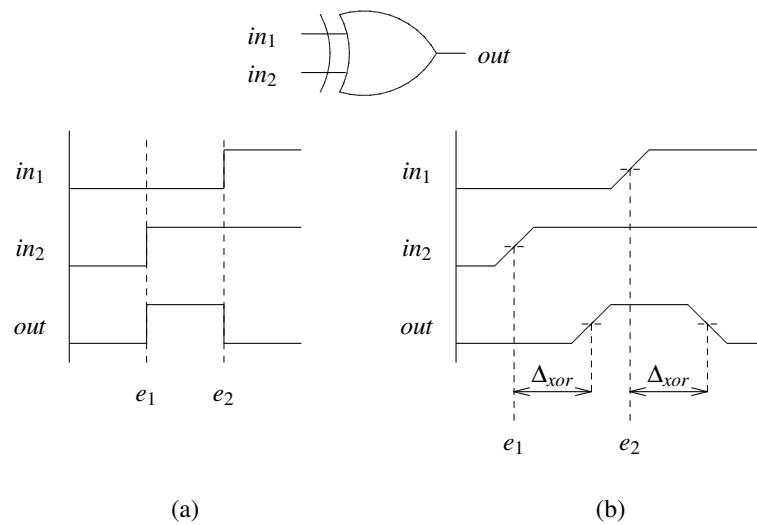 in₁
in₂
out
in₁
in₂
out
e₁ e₂
(a)
in₁
in₂
out
Δxor Δxor
e₁ e₂
(b)